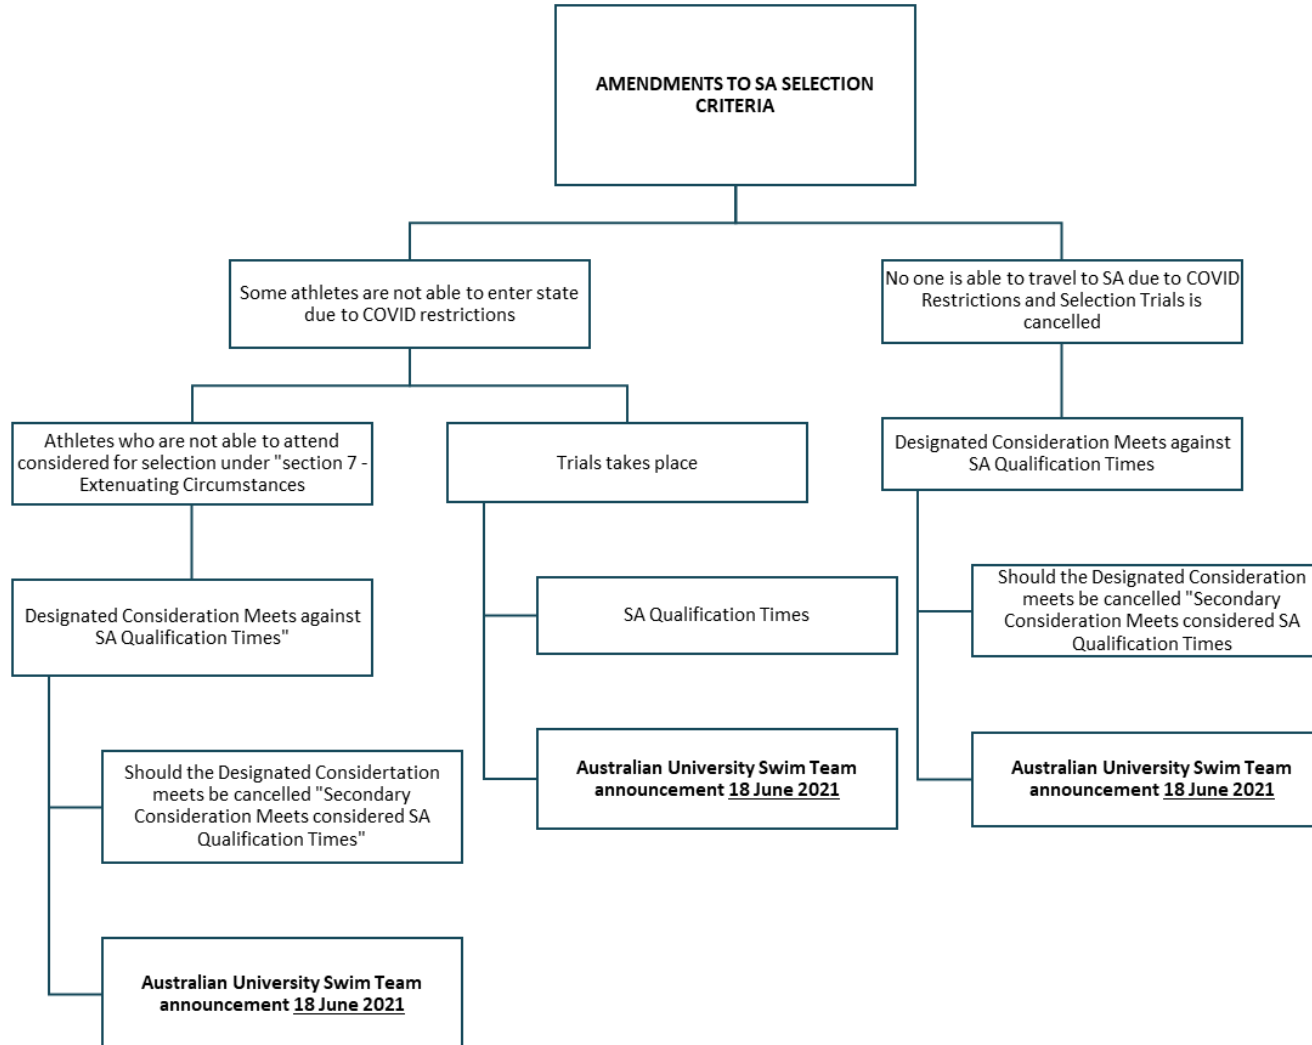 AMENDMENTS TO SA SELECTION
CRITERIA
Some athletes are not able to enter state
due to COVID restrictions
No one is able to travel to SA due to COVID
Restrictions and Selection Trials is
cancelled
Athletes who are not able to attend
considered for selection under "section 7 -
Extenuating Circumstances
Trials takes place
Designated Consideration Meets against
SA Qualification Times
Designated Consideration Meets against
SA Qualification Times"
SA Qualification Times
Should the Designated Consideration
meets be cancelled "Secondary
Consideration Meets considered SA
Qualification Times
Should the Designated Considertation
meets be cancelled "Secondary
Consideration Meets considered SA
Qualification Times"
Australian University Swim Team
announcement 18 June 2021
Australian University Swim Team
announcement 18 June 2021
Australian University Swim Team
announcement 18 June 2021